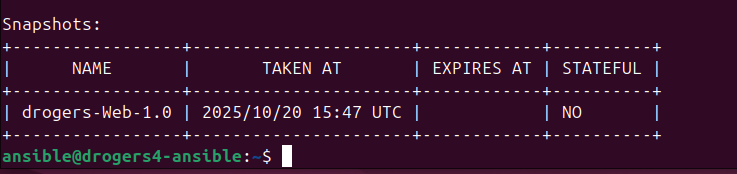 Snapshots:
+----------------+----------------------+------------+----------+
| NAME | TAKEN AT | EXPIRES AT | STATEFUL |
+----------------+----------------------+------------+----------+
| drogers-Web-1.0 | 2025/10/20 15:47 UTC | | NO |
+----------------+----------------------+------------+----------+
ansible@drogers4-ansible:~$